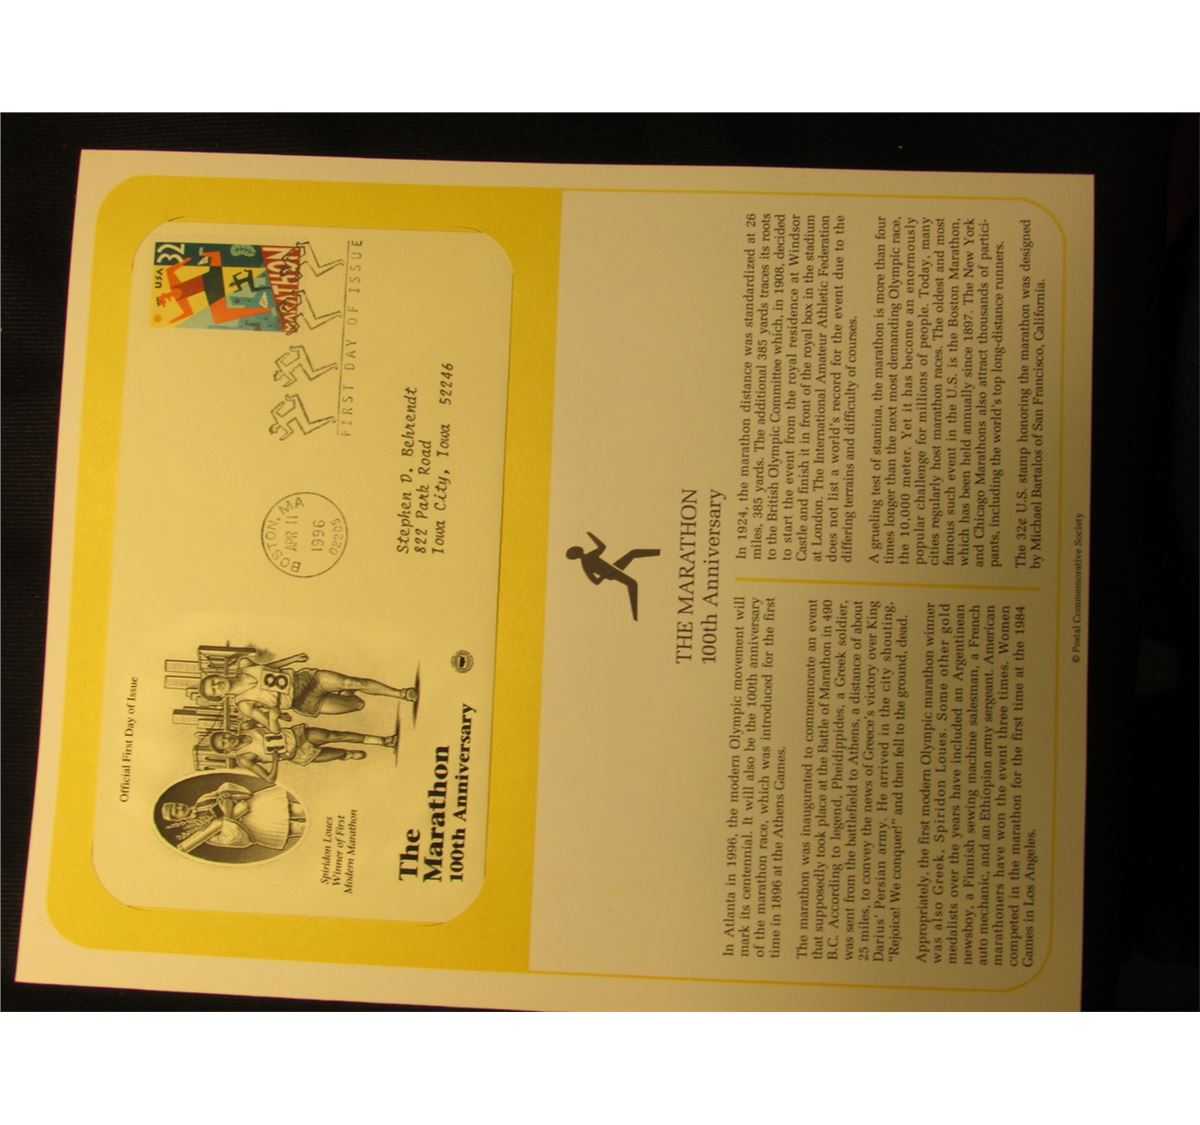 Official First Day of Issue
USA 32
MARATHON
FIRST DAY OF ISSUE
BOSTON, MA
APR 11
1996
02205
Stephen D. Behrendt
822 Park Road
Iowa City, Iowa 52246
8
11
Spiridon Loues
Winner of First
Modern Marathon
The
Marathon
100th Anniversary
THE MARATHON
100th Anniversary
In Atlanta in 1996, the modern Olympic movement will
mark its centennial. It will also be the 100th anniversary
of the marathon race, which was introduced for the first
time in 1896 at the Athens Games.
The marathon was inaugurated to commemorate an event
that supposedly took place at the Battle of Marathon in 490
B.C. According to legend, Pheidippides, a Greek soldier,
was sent from the battlefield to Athens, a distance of about
25 miles, to convey the news of Greece's victory over King
Darius' Persian army. He arrived in the city shouting,
"Rejoice! We conquer!" and then fell to the ground, dead.
Appropriately, the first modern Olympic marathon winner
was also Greek, Spiridon Loues. Some other gold
medalists over the years have included an Argentinean
newsboy, a Finnish sewing machine salesman, a French
auto mechanic, and an Ethiopian army sergeant. American
marathoners have won the event three times. Women
competed in the marathon for the first time at the 1984
Games in Los Angeles.
In 1924, the marathon distance was standardized at 26
miles, 385 yards. The additional 385 yards traces its roots
to the British Olympic Committee which, in 1908, decided
to start the event from the royal residence at Windsor
Castle and finish it in front of the royal box in the stadium
at London. The International Amateur Athletic Federation
does not list a world's record for the event due to the
differing terrains and difficulty of courses.
A grueling test of stamina, the marathon is more than four
times longer than the next most demanding Olympic race,
the 10,000 meter. Yet it has become an enormously
popular challenge for millions of people. Today, many
cities regularly host marathon races. The oldest and most
famous such event in the U.S. is the Boston Marathon,
which has been held annually since 1897. The New York
and Chicago Marathons also attract thousands of partici-
pants, including the world's top long-distance runners.
The 32¢ U.S. stamp honoring the marathon was designed
by Michael Bartalos of San Francisco, California.
© Postal Commemorative Society